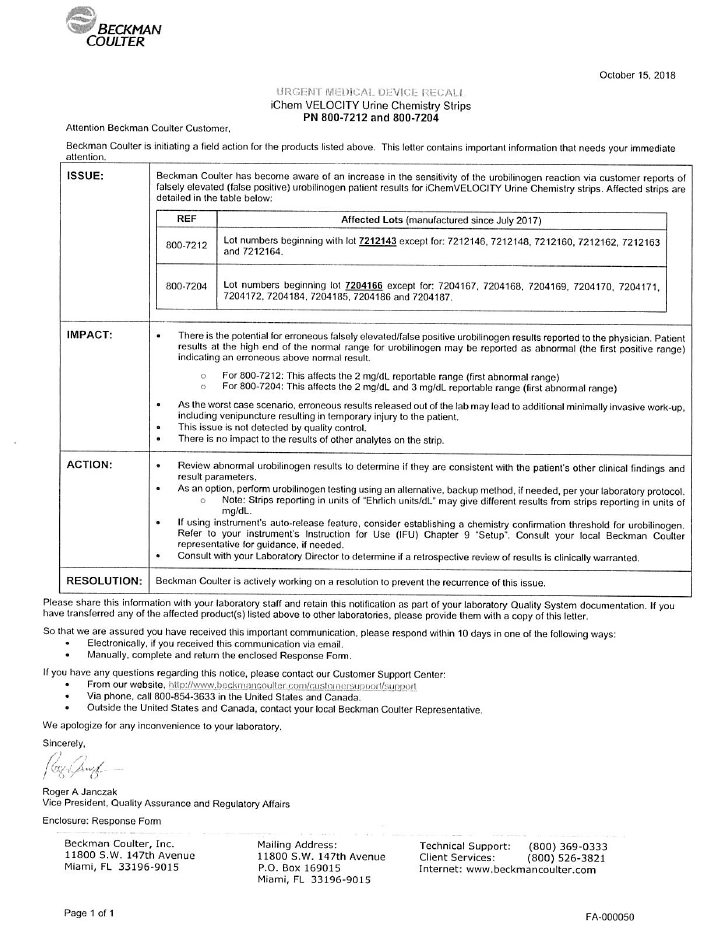 BECKMAN
COULTER
October 15, 2018
URGENT MEDICAL DEVICE RECALL
iChem VELOCITY Urine Chemistry Strips
PN 800-7212 and 800-7204
Attention Beckman Coulter Customer,
Beckman Coulter is initiating a field action for the products listed above. This letter contains important information that needs your immediate
attention.
ISSUE:
Beckman Coulter has become aware of an increase in the sensitivity of the urobilinogen reaction via customer reports of
falsely elevated (false positive) urobilinogen patient results for iChemVELOCITY Urine Chemistry strips. Affected strips are
detailed in the table below:
REF
Affected Lots (manufactured since July 2017)
800-7212
Lot numbers beginning with lot 7212143 except for: 7212146, 7212148, 7212160, 7212162, 7212163
and 7212164.
800-7204
Lot numbers beginning lot 7204166 except for: 7204167, 7204168, 7204169, 7204170, 7204171,
7204172, 7204184, 7204185, 7204186 and 7204187.
IMPACT:
• There is the potential for erroneous falsely elevated/false positive urobilinogen results reported to the physician. Patient
results at the high end of the normal range for urobilinogen may be reported as abnormal (the first positive range)
indicating an erroneous above normal result.
o For 800-7212: This affects the 2 mg/dL reportable range (first abnormal range)
o For 800-7204: This affects the 2 mg/dL and 3 mg/dL reportable range (first abnormal range)
• As the worst case scenario, erroneous results released out of the lab may lead to additional minimally invasive work-up,
including venipuncture resulting in temporary injury to the patient.
• This issue is not detected by quality control.
• There is no impact to the results of other analytes on the strip.
ACTION:
• Review abnormal urobilinogen results to determine if they are consistent with the patient's other clinical findings and
result parameters.
• As an option, perform urobilinogen testing using an alternative, backup method, if needed, per your laboratory protocol.
o Note: Strips reporting in units of "Ehrlich units/dL" may give different results from strips reporting in units of
mg/dL.
• If using instrument's auto-release feature, consider establishing a chemistry confirmation threshold for urobilinogen.
Refer to your instrument's Instruction for Use (IFU) Chapter 9 "Setup". Consult your local Beckman Coulter
representative for guidance, if needed.
• Consult with your Laboratory Director to determine if a retrospective review of results is clinically warranted.
RESOLUTION:
Beckman Coulter is actively working on a resolution to prevent the recurrence of this issue.
Please share this information with your laboratory staff and retain this notification as part of your laboratory Quality System documentation. If you
have transferred any of the affected product(s) listed above to other laboratories, please provide them with a copy of this letter.
So that we are assured you have received this important communication, please respond within 10 days in one of the following ways:
• Electronically, if you received this communication via email.
• Manually, complete and return the enclosed Response Form.
If you have any questions regarding this notice, please contact our Customer Support Center:
• From our website, http://www.beckmancoulter.com/customersupport/support
• Via phone, call 800-854-3633 in the United States and Canada.
• Outside the United States and Canada, contact your local Beckman Coulter Representative.
We apologize for any inconvenience to your laboratory.
Sincerely,
Roger A Janczak
Vice President, Quality Assurance and Regulatory Affairs
Enclosure: Response Form
Beckman Coulter, Inc.
11800 S.W. 147th Avenue
Miami, FL 33196-9015
Mailing Address:
11800 S.W. 147th Avenue
P.O. Box 169015
Miami, FL 33196-9015
Technical Support: (800) 369-0333
Client Services: (800) 526-3821
Internet: www.beckmancoulter.com
Page 1 of 1
FA-000050